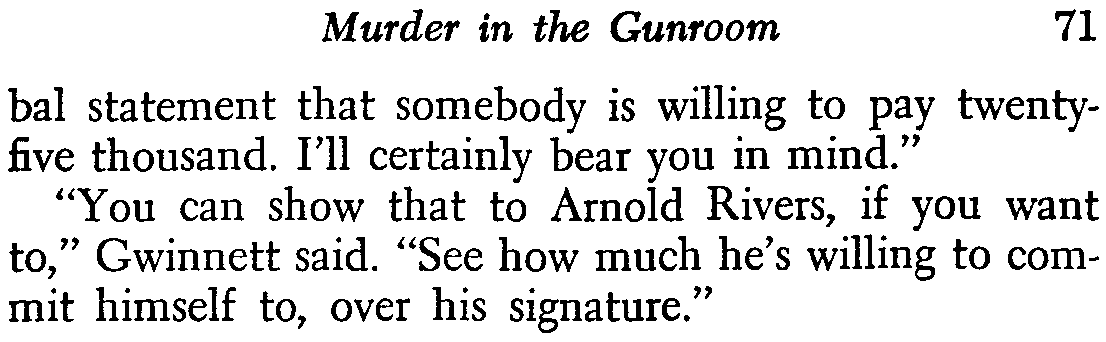 Murder in the Gunroom 71
bal statement that somebody is willing to pay twenty-
five thousand. I'll certainly bear you in mind.”
“You can show that to Arnold Rivers, if you want
to,” Gwinnett said. “See how much he's willing to com-
mit himself to, over his signature.”